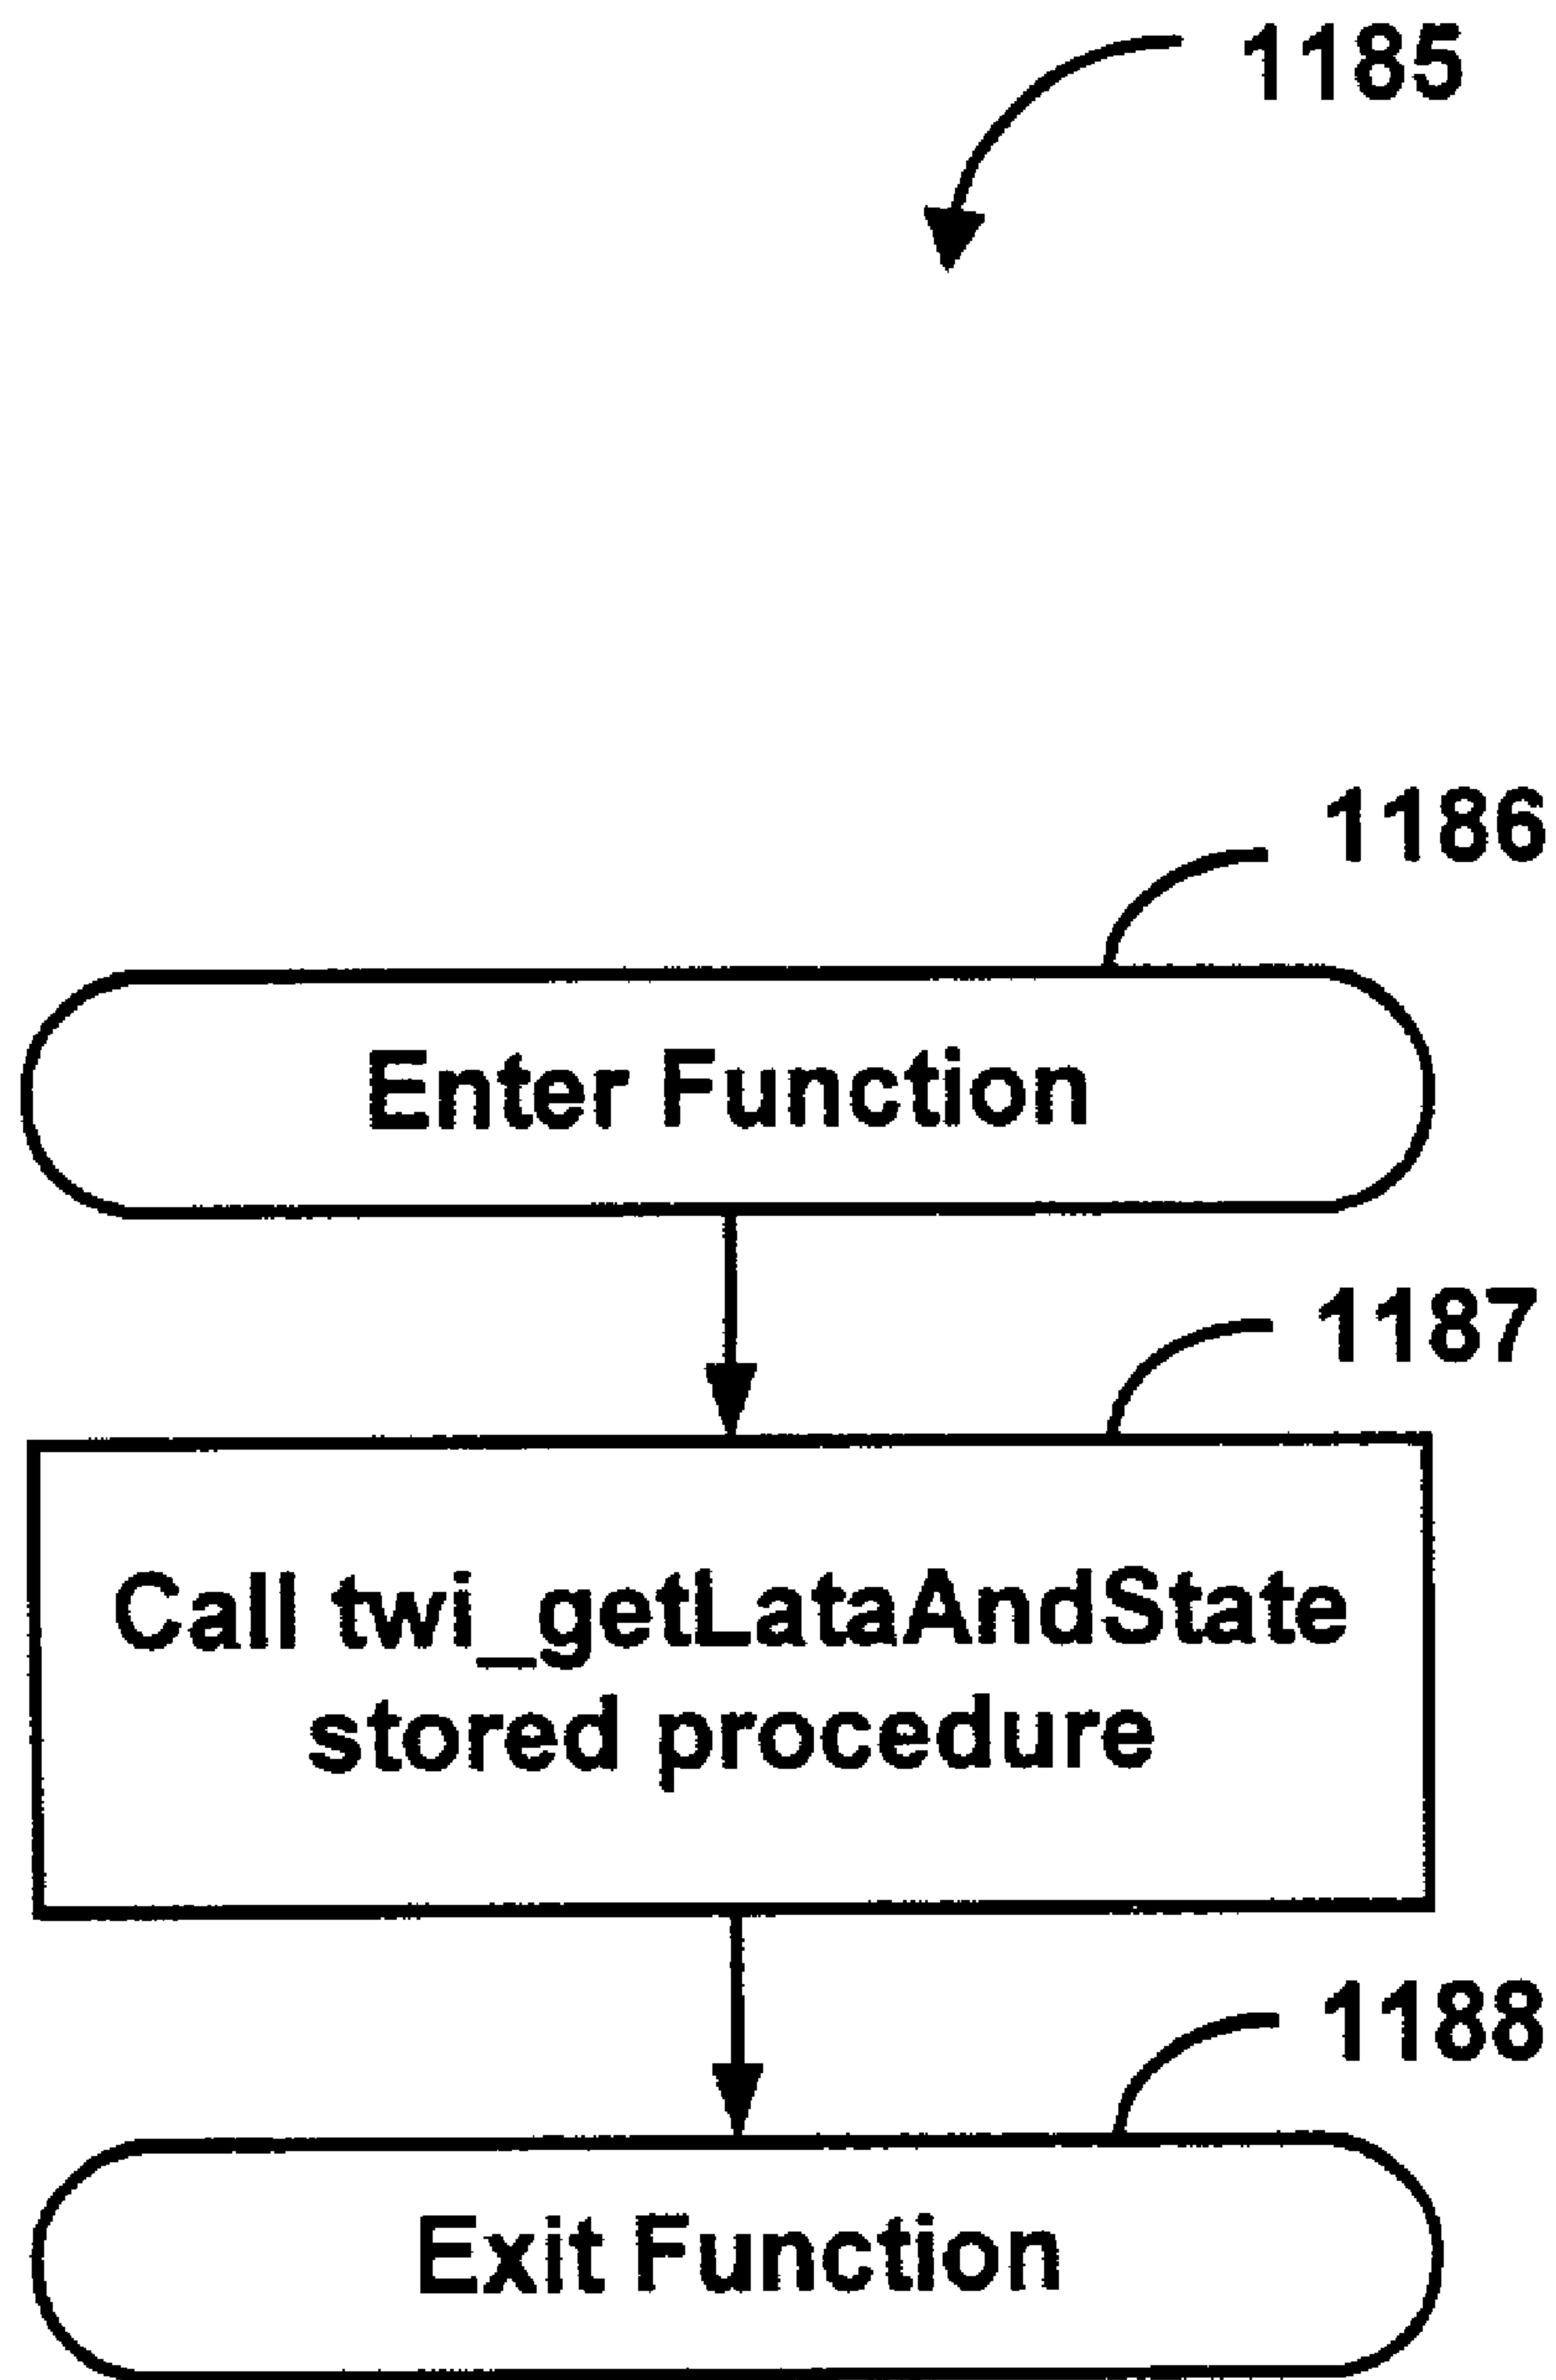 1185
1186
Enter Function
1187
Call twi_getLataAndState
stored procedure
1188
Exit Function